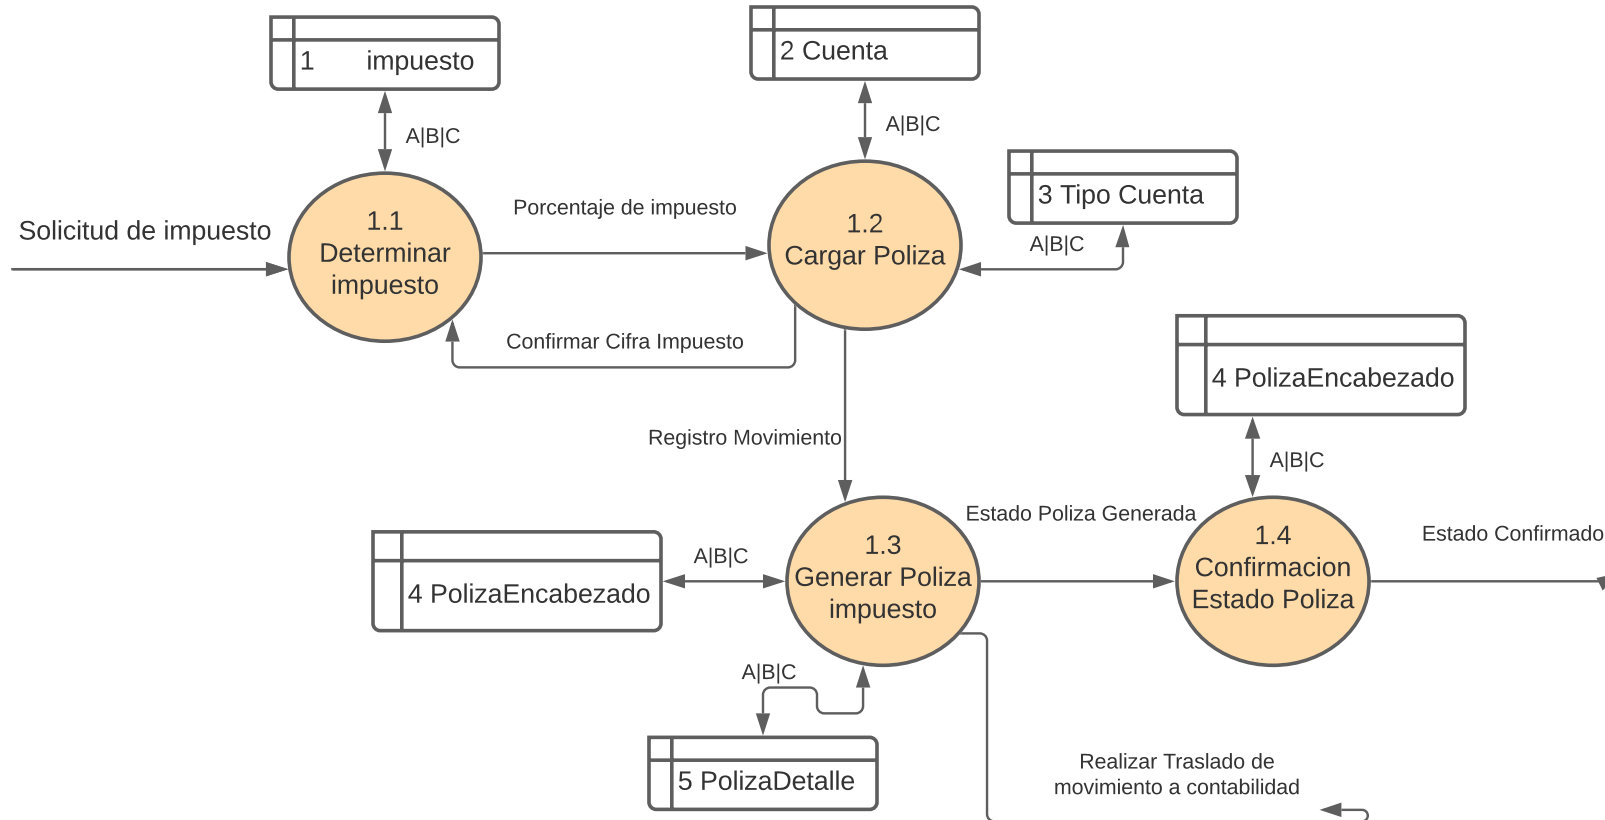 1 impuesto
2 Cuenta
A|B|C
A|B|C
3 Tipo Cuenta
A|B|C
Solicitud de impuesto
1.1
Determinar
impuesto
Porcentaje de impuesto
1.2
Cargar Poliza
Confirmar Cifra Impuesto
4 PolizaEncabezado
A|B|C
Registro Movimiento
4 PolizaEncabezado
A|B|C
1.3
Generar Poliza
impuesto
Estado Poliza Generada
1.4
Confirmacion
Estado Poliza
Estado Confirmado
A|B|C
5 PolizaDetalle
Realizar Traslado de
movimiento a contabilidad